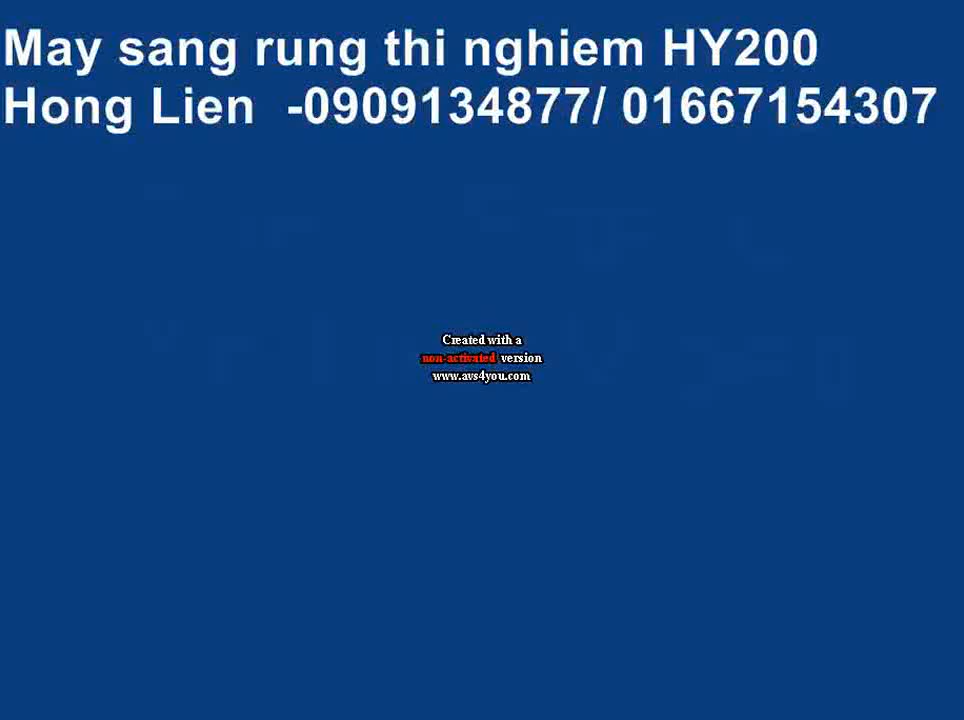 May sang rung thi nghiem HY200
Hong Lien -0909134877/ 01667154307
Created with a
non-activated version
www.avs4you.com